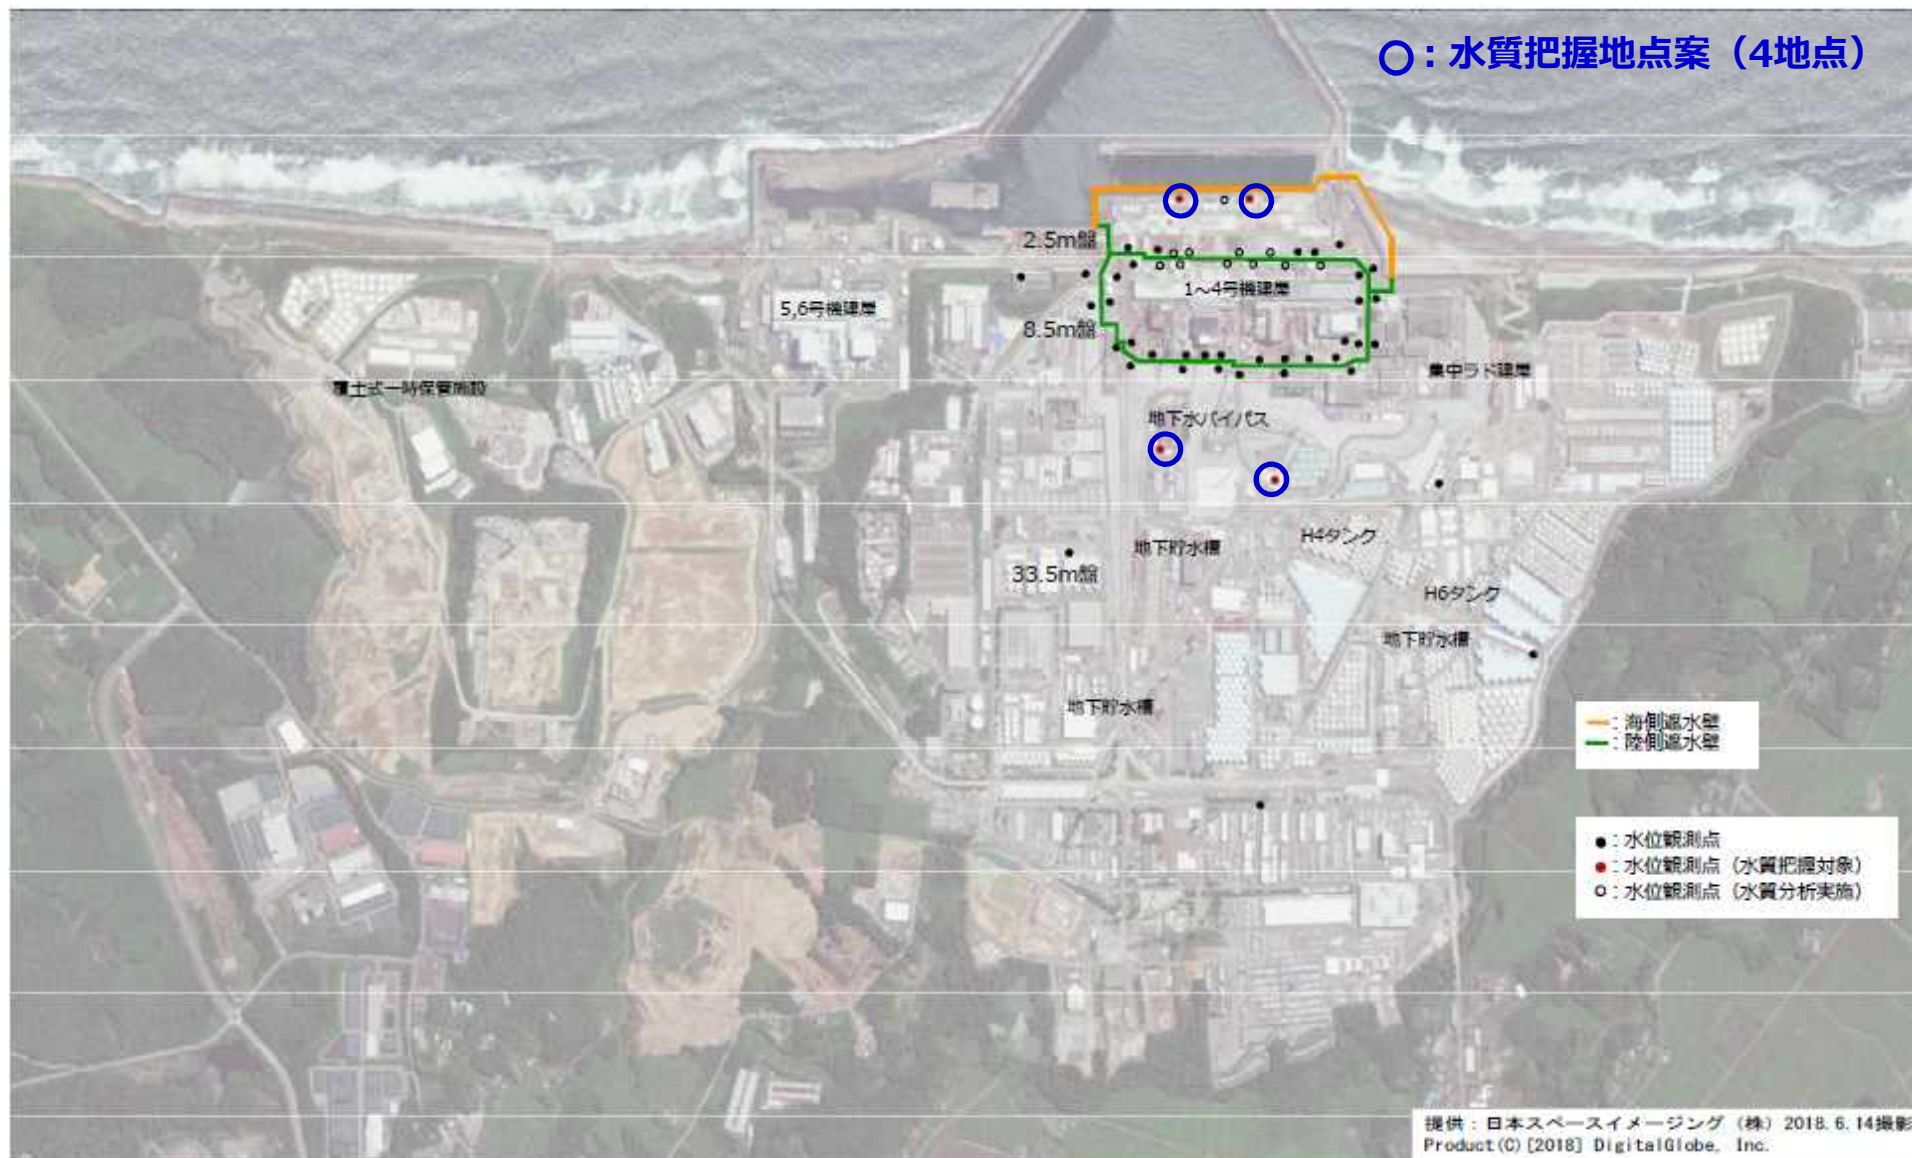 ○：水質把握地点案（4地点）
2.5m盤
1～4号機建屋
5,6号機建屋
8.5m盤
集中ラド建屋
覆土式一時保管施設
地下水バイパス
H4タンク
地下貯水槽
33.5m盤
H6タンク
地下貯水槽
地下貯水槽
：海側遮水壁
：陸側遮水壁
●：水位観測点
●：水位観測点（水質把握対象）
○：水位観測点（水質分析実施）
提供：日本スペースイメージング（株）2018.6.14撮影
Product(C)[2018] DigitalGlobe, Inc.